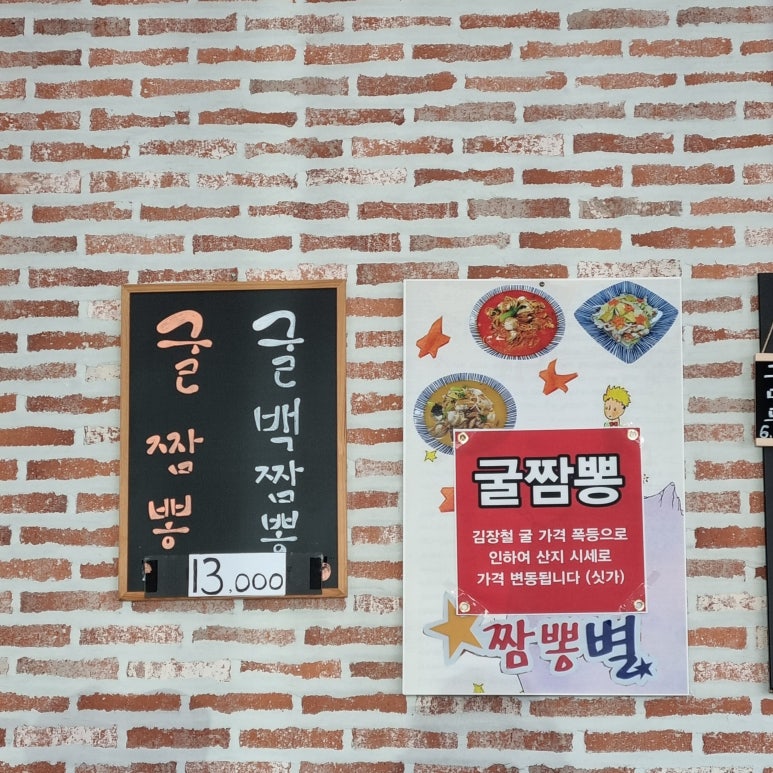 굴짬뽕
굴백짬뽕
13,000
굴짬뽕
김장철 굴 가격 폭등으로
인하여 산지 시세로
가격 변동됩니다 (싯가)
짬뽕별